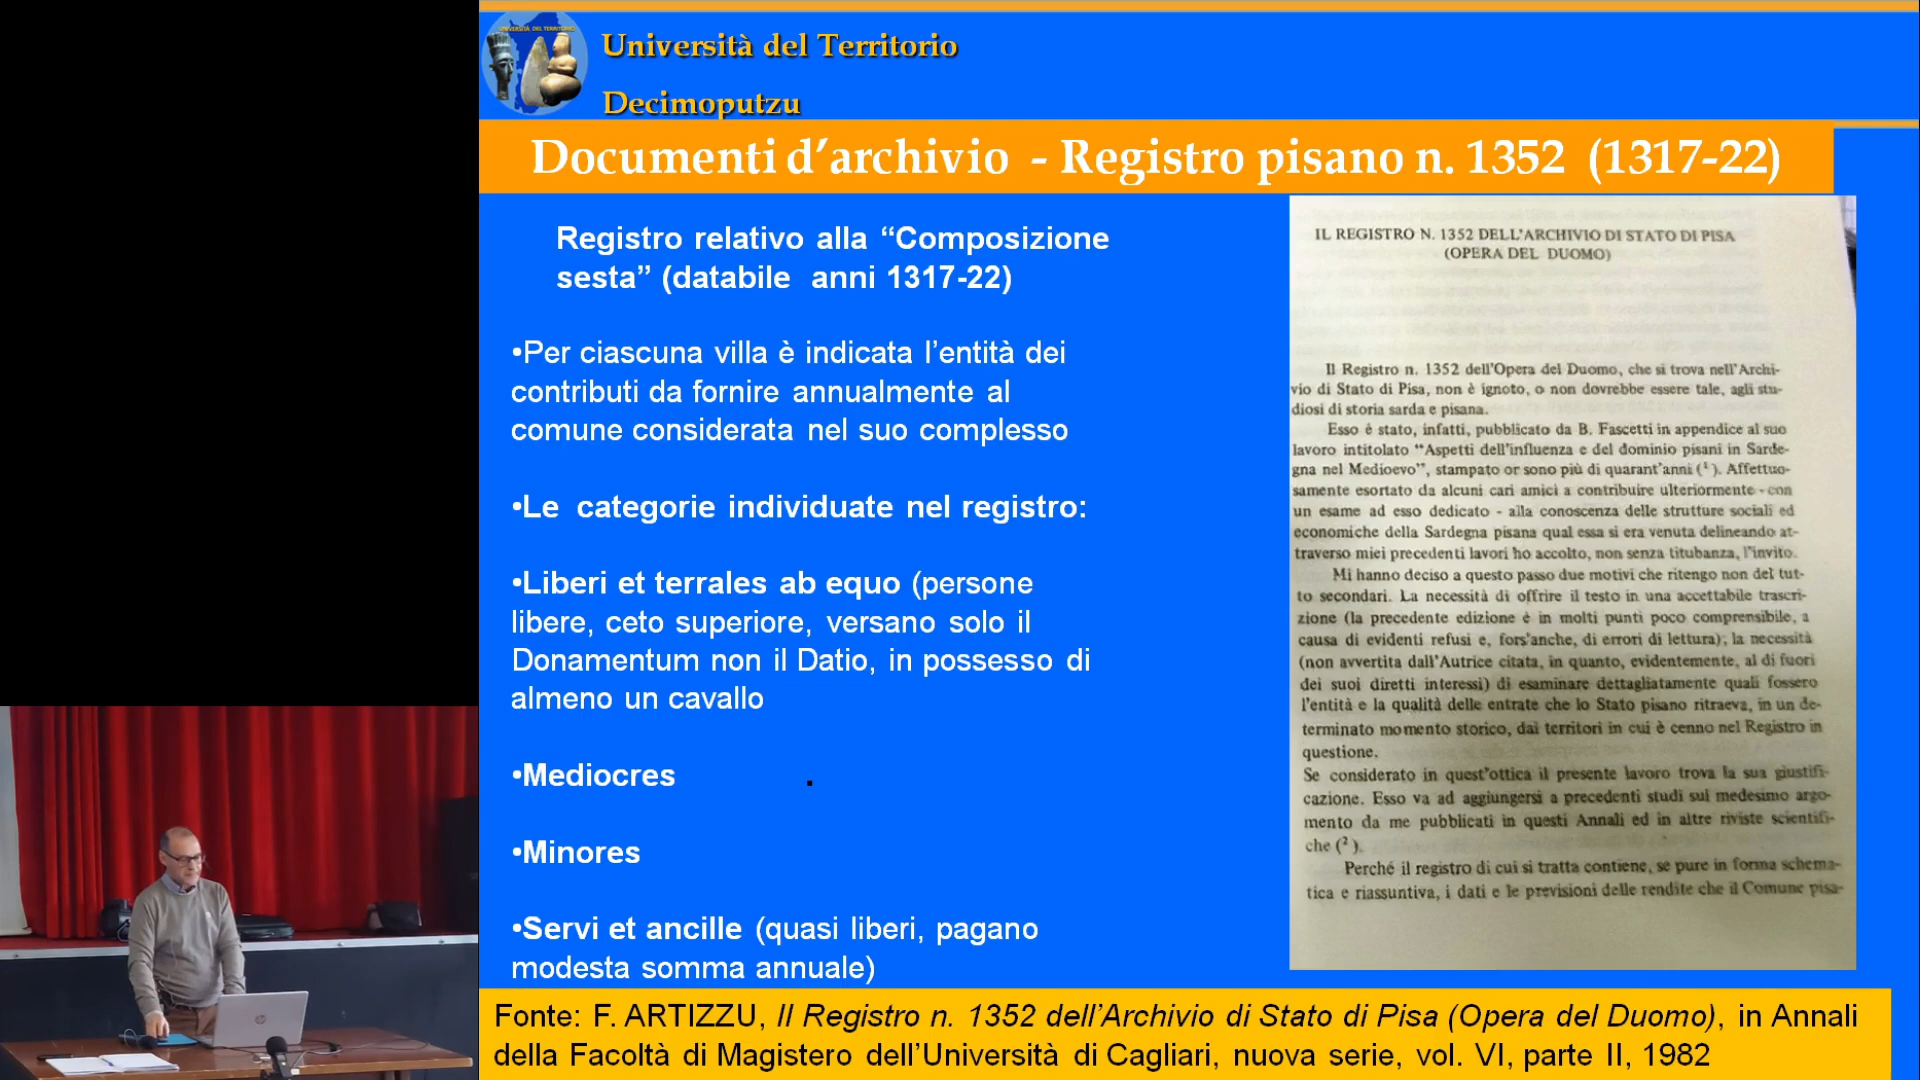 UNIVERSITÀ DEL TERRITORIO
Università del Territorio
Decimoputzu
Documenti d’archivio - Registro pisano n. 1352 (1317-22)
Registro relativo alla “Composizione
sesta” (databile anni 1317-22)
•Per ciascuna villa è indicata l’entità dei
contributi da fornire annualmente al
comune considerata nel suo complesso
•Le categorie individuate nel registro:
•Liberi et terrales ab equo (persone
libere, ceto superiore, versano solo il
Donamentum non il Datio, in possesso di
almeno un cavallo
•Mediocres .
•Minores
•Servi et ancille (quasi liberi, pagano
modesta somma annuale)
IL REGISTRO N. 1352 DELL'ARCHIVIO DI STATO DI PISA
(OPERA DEL DUOMO)
Il Registro n. 1352 dell'Opera del Duomo, che si trova nell'Archi-
vio di Stato di Pisa, non è ignoto, o non dovrebbe essere tale, agli stu-
diosi di storia sarda e pisana.
Esso è stato, infatti, pubblicato da B. Fascetti in appendice al suo
lavoro intitolato “Aspetti dell'influenza e del dominio pisani in Sarde-
gna nel Medioevo”, stampato or sono più di quarant'anni (¹). Affettuo-
samente esortato da alcuni cari amici a contribuire ulteriormente - con
un esame ad esso dedicato - alla conoscenza delle strutture sociali ed
economiche della Sardegna pisana qual essa si era venuta delineando at-
traverso miei precedenti lavori ho accolto, non senza titubanza, l'invito.
Mi hanno deciso a questo passo due motivi che ritengo non del tut-
to secondari. La necessità di offrire il testo in una accettabile trascri-
zione (la precedente edizione è in molti punti poco comprensibile, a
causa di evidenti refusi e, fors'anche, di errori di lettura); la necessità
(non avvertita dall'Autrice citata, in quanto, evidentemente, al di fuori
dei suoi diretti interessi) di esaminare dettagliatamente quali fossero
l'entità e la qualità delle entrate che lo Stato pisano ritraeva, in un de-
terminato momento storico, dai territori in cui è cenno nel Registro in
questione.
Se considerato in quest'ottica il presente lavoro trova la sua giustifi-
cazione. Esso va ad aggiungersi a precedenti studi sul medesimo argo-
mento da me pubblicati in questi Annali ed in altre riviste scientifi-
che (²).
Perché il registro di cui si tratta contiene, se pure in forma schema-
tica e riassuntiva, i dati e le previsioni delle rendite che il Comune pisa-
Fonte: F. ARTIZZU, Il Registro n. 1352 dell’Archivio di Stato di Pisa (Opera del Duomo), in Annali
della Facoltà di Magistero dell’Università di Cagliari, nuova serie, vol. VI, parte II, 1982